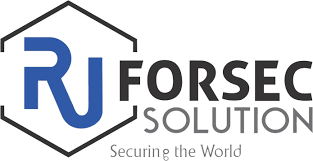 RJ
FORSEC
SOLUTION
Securing the World